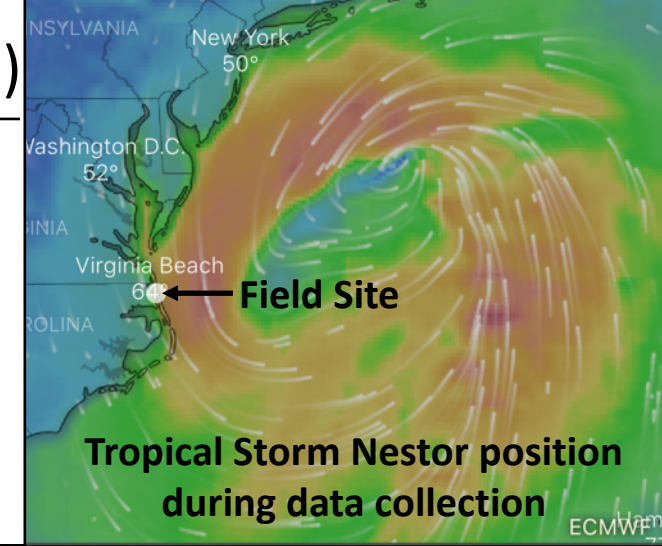 )
NSYLVANIA
New York
50°
Washington D.C.
52°
INIA
Virginia Beach
Field Site
ROLINA
Tropical Storm Nestor position
during data collection
ECMWF